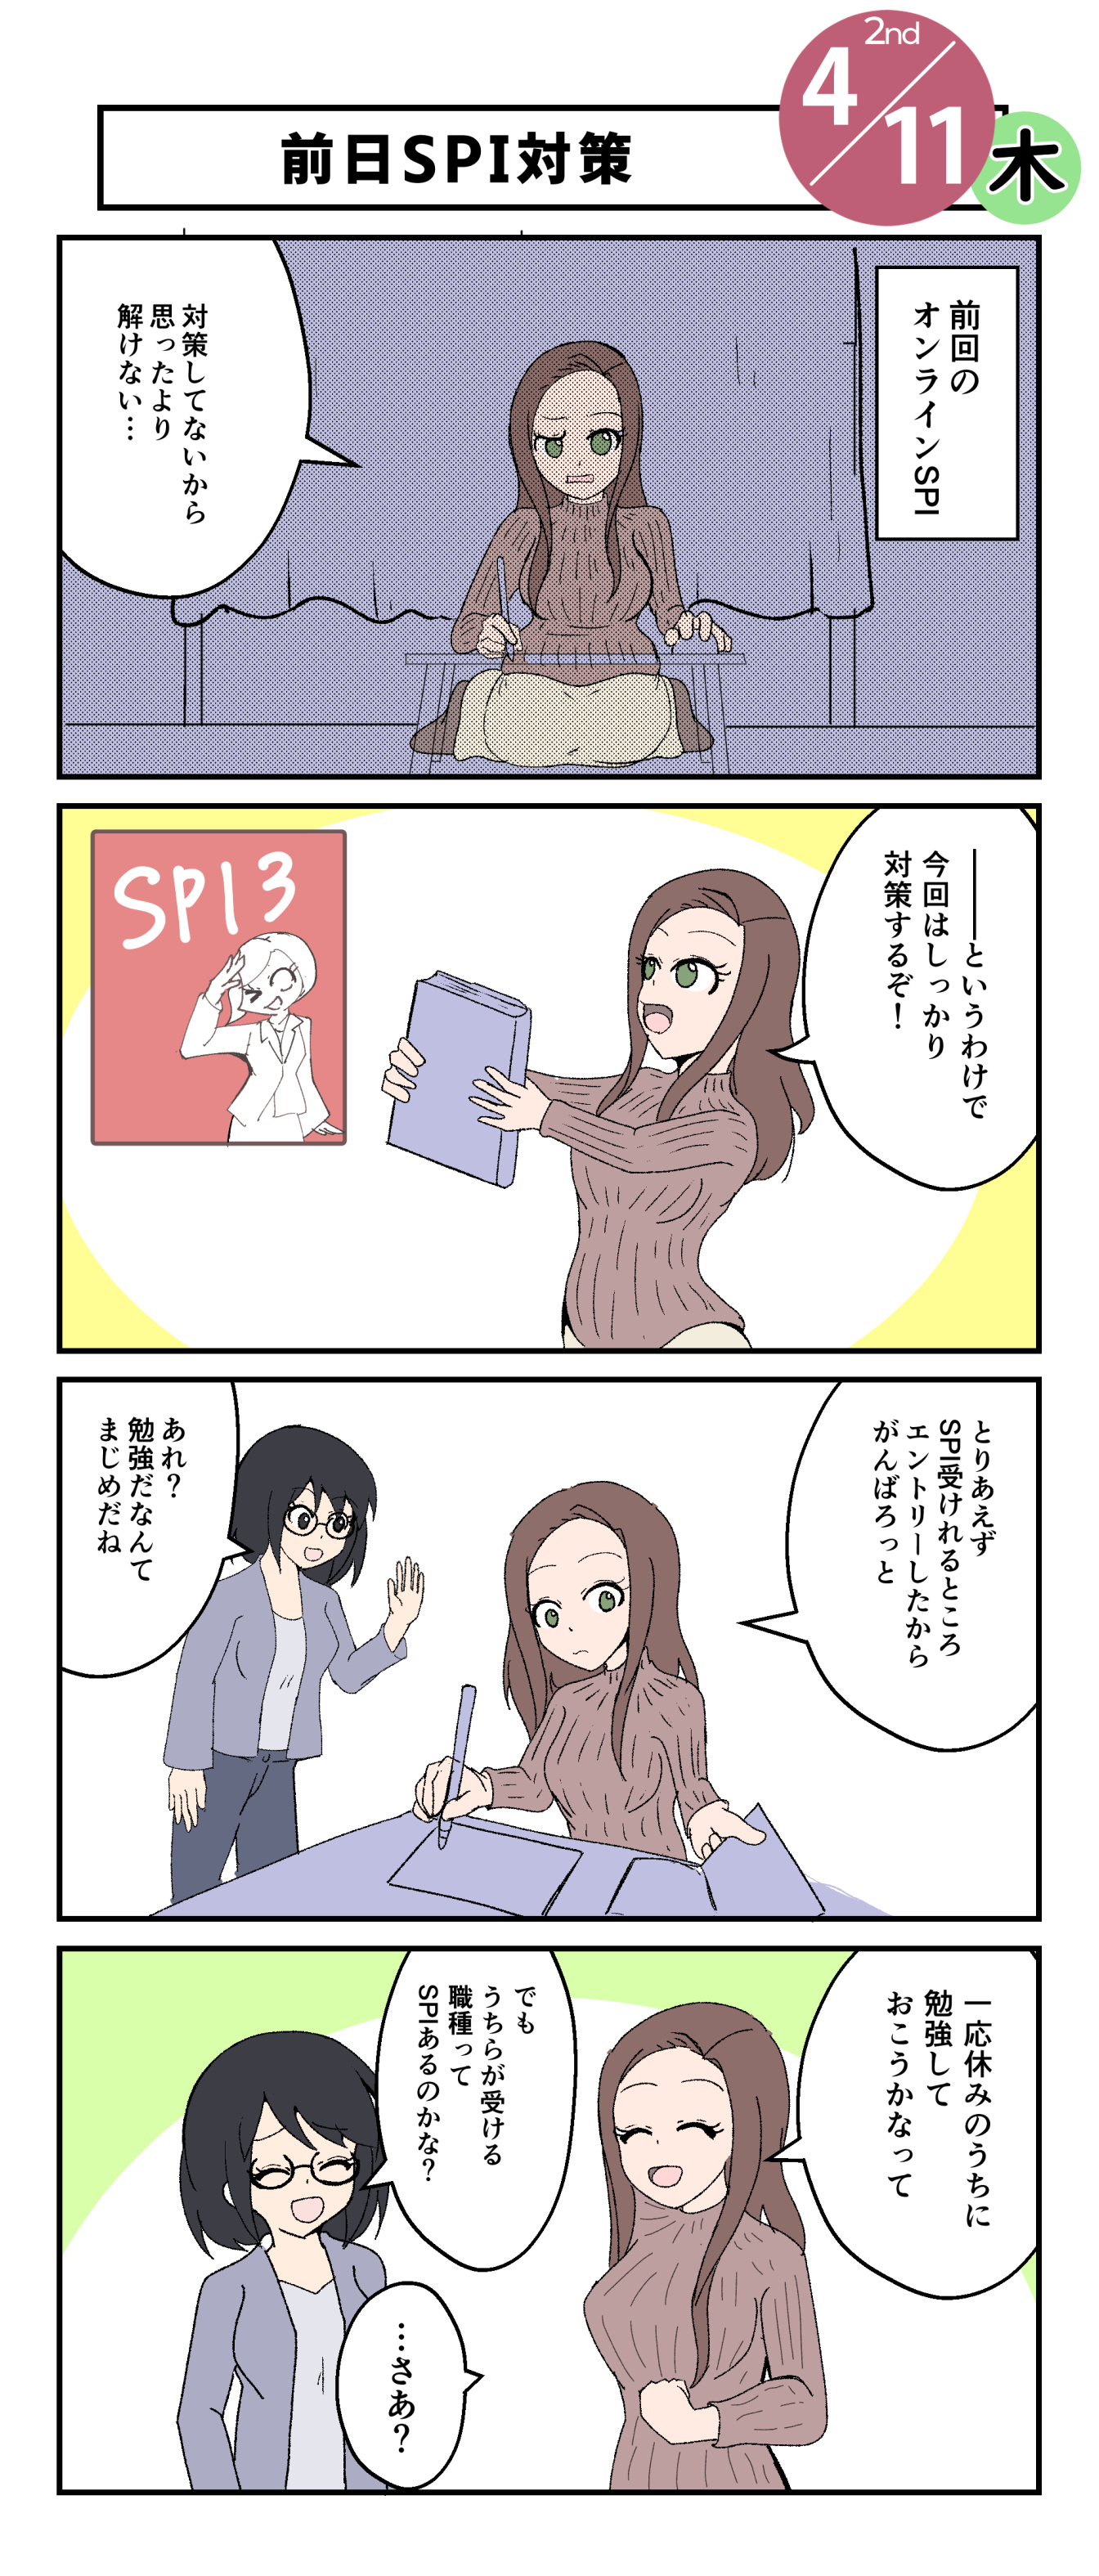 2nd
4/11
木
前日SPI対策
前回の
オンラインSPI
対策してないから
思ったより
解けない…
――というわけで
今回はしっかり
対策するぞ！
SPI3
とりあえず
SPI受けれるところ
エントリーしたから
がんばろっと
あれ？
勉強だなんて
まじめだね
一応休みのうちに
勉強して
おこうかなって
でも
うちらが受ける
職種って
SPIあるのかな？
…さあ？